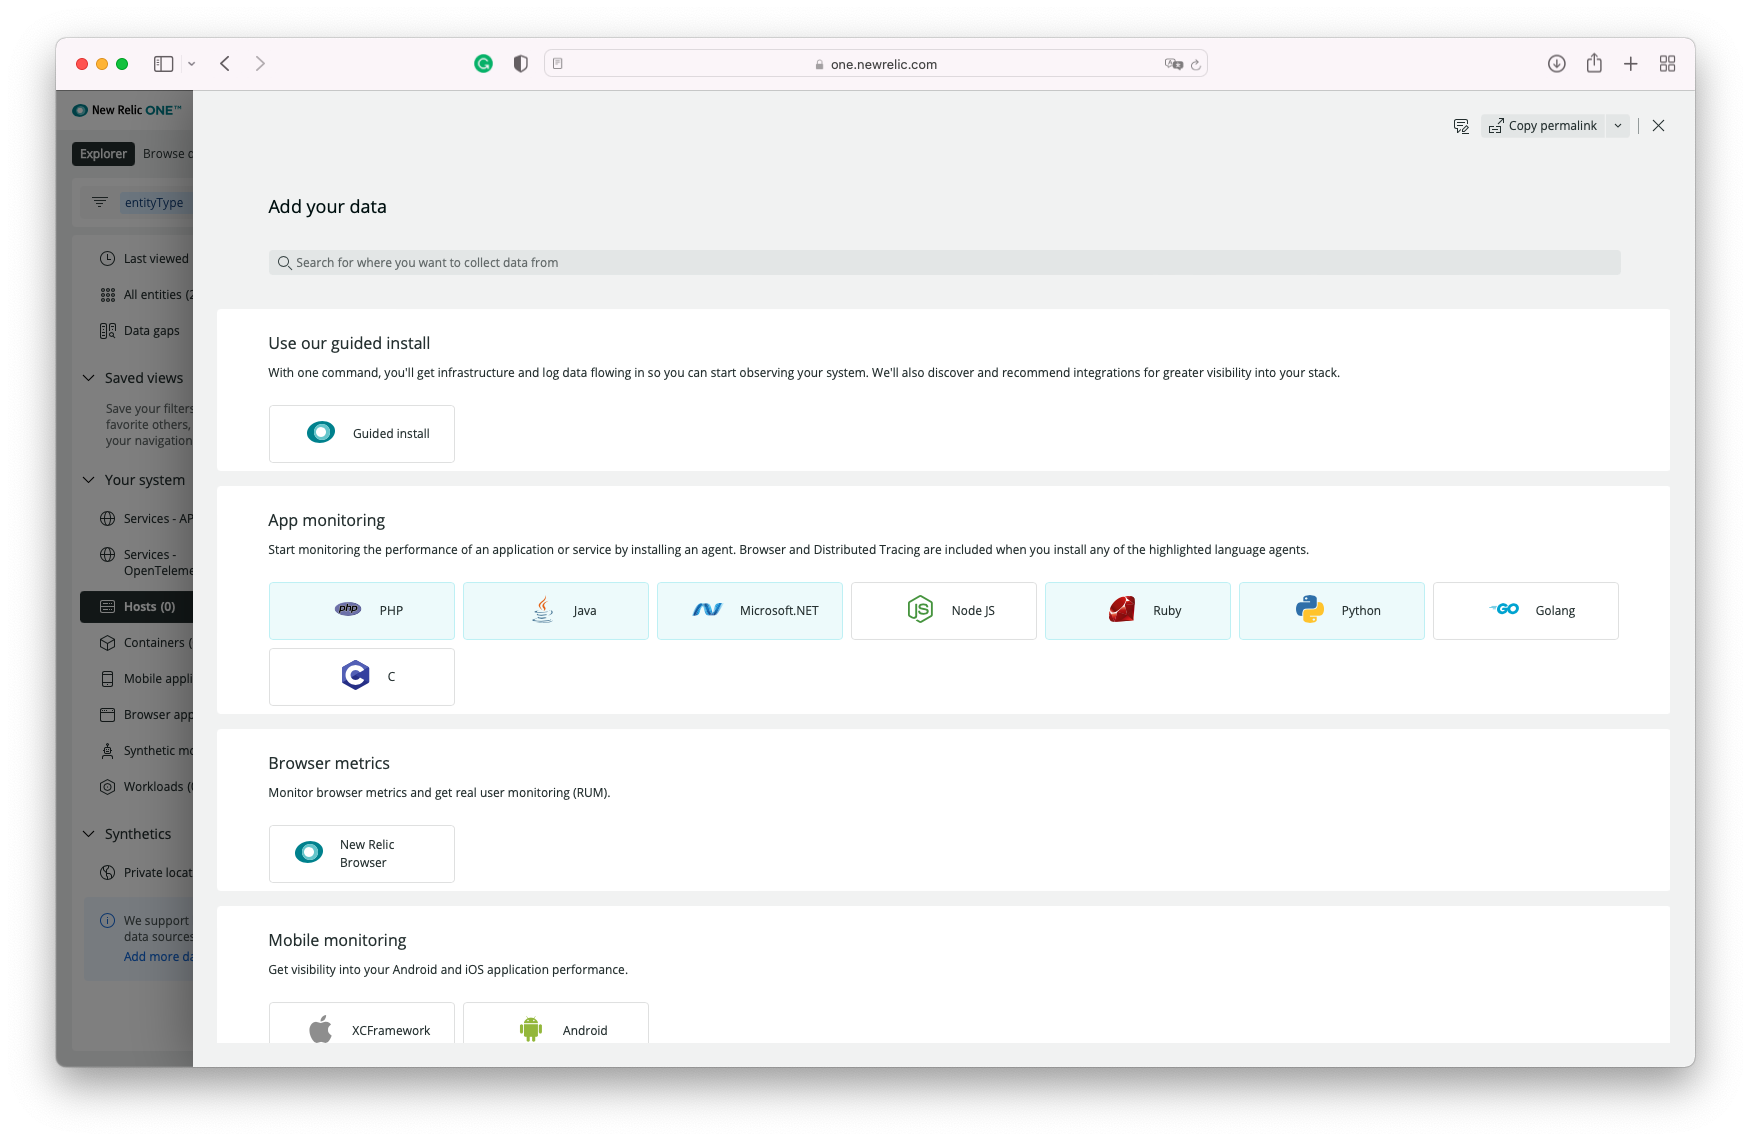 one.newrelic.com
New Relic ONE™
Copy permalink
Explorer
Browse
entityType
Last viewed
All entities
Data gaps
Saved views
Save your filters
favorite others,
your navigation
Your system
Services - AP
Services -
OpenTeleme
Hosts (0)
Containers
Mobile appli
Browser app
Synthetic mo
Workloads
Synthetics
Private locat
We support
data sources
Add more da
Add your data
Search for where you want to collect data from
Use our guided install
With one command, you'll get infrastructure and log data flowing in so you can start observing your system. We'll also discover and recommend integrations for greater visibility into your stack.
Guided install
App monitoring
Start monitoring the performance of an application or service by installing an agent. Browser and Distributed Tracing are included when you install any of the highlighted language agents.
php PHP
Java
Microsoft.NET
JS Node JS
Ruby
Python
GO Golang
C C
Browser metrics
Monitor browser metrics and get real user monitoring (RUM).
New Relic
Browser
Mobile monitoring
Get visibility into your Android and iOS application performance.
XCFramework
Android